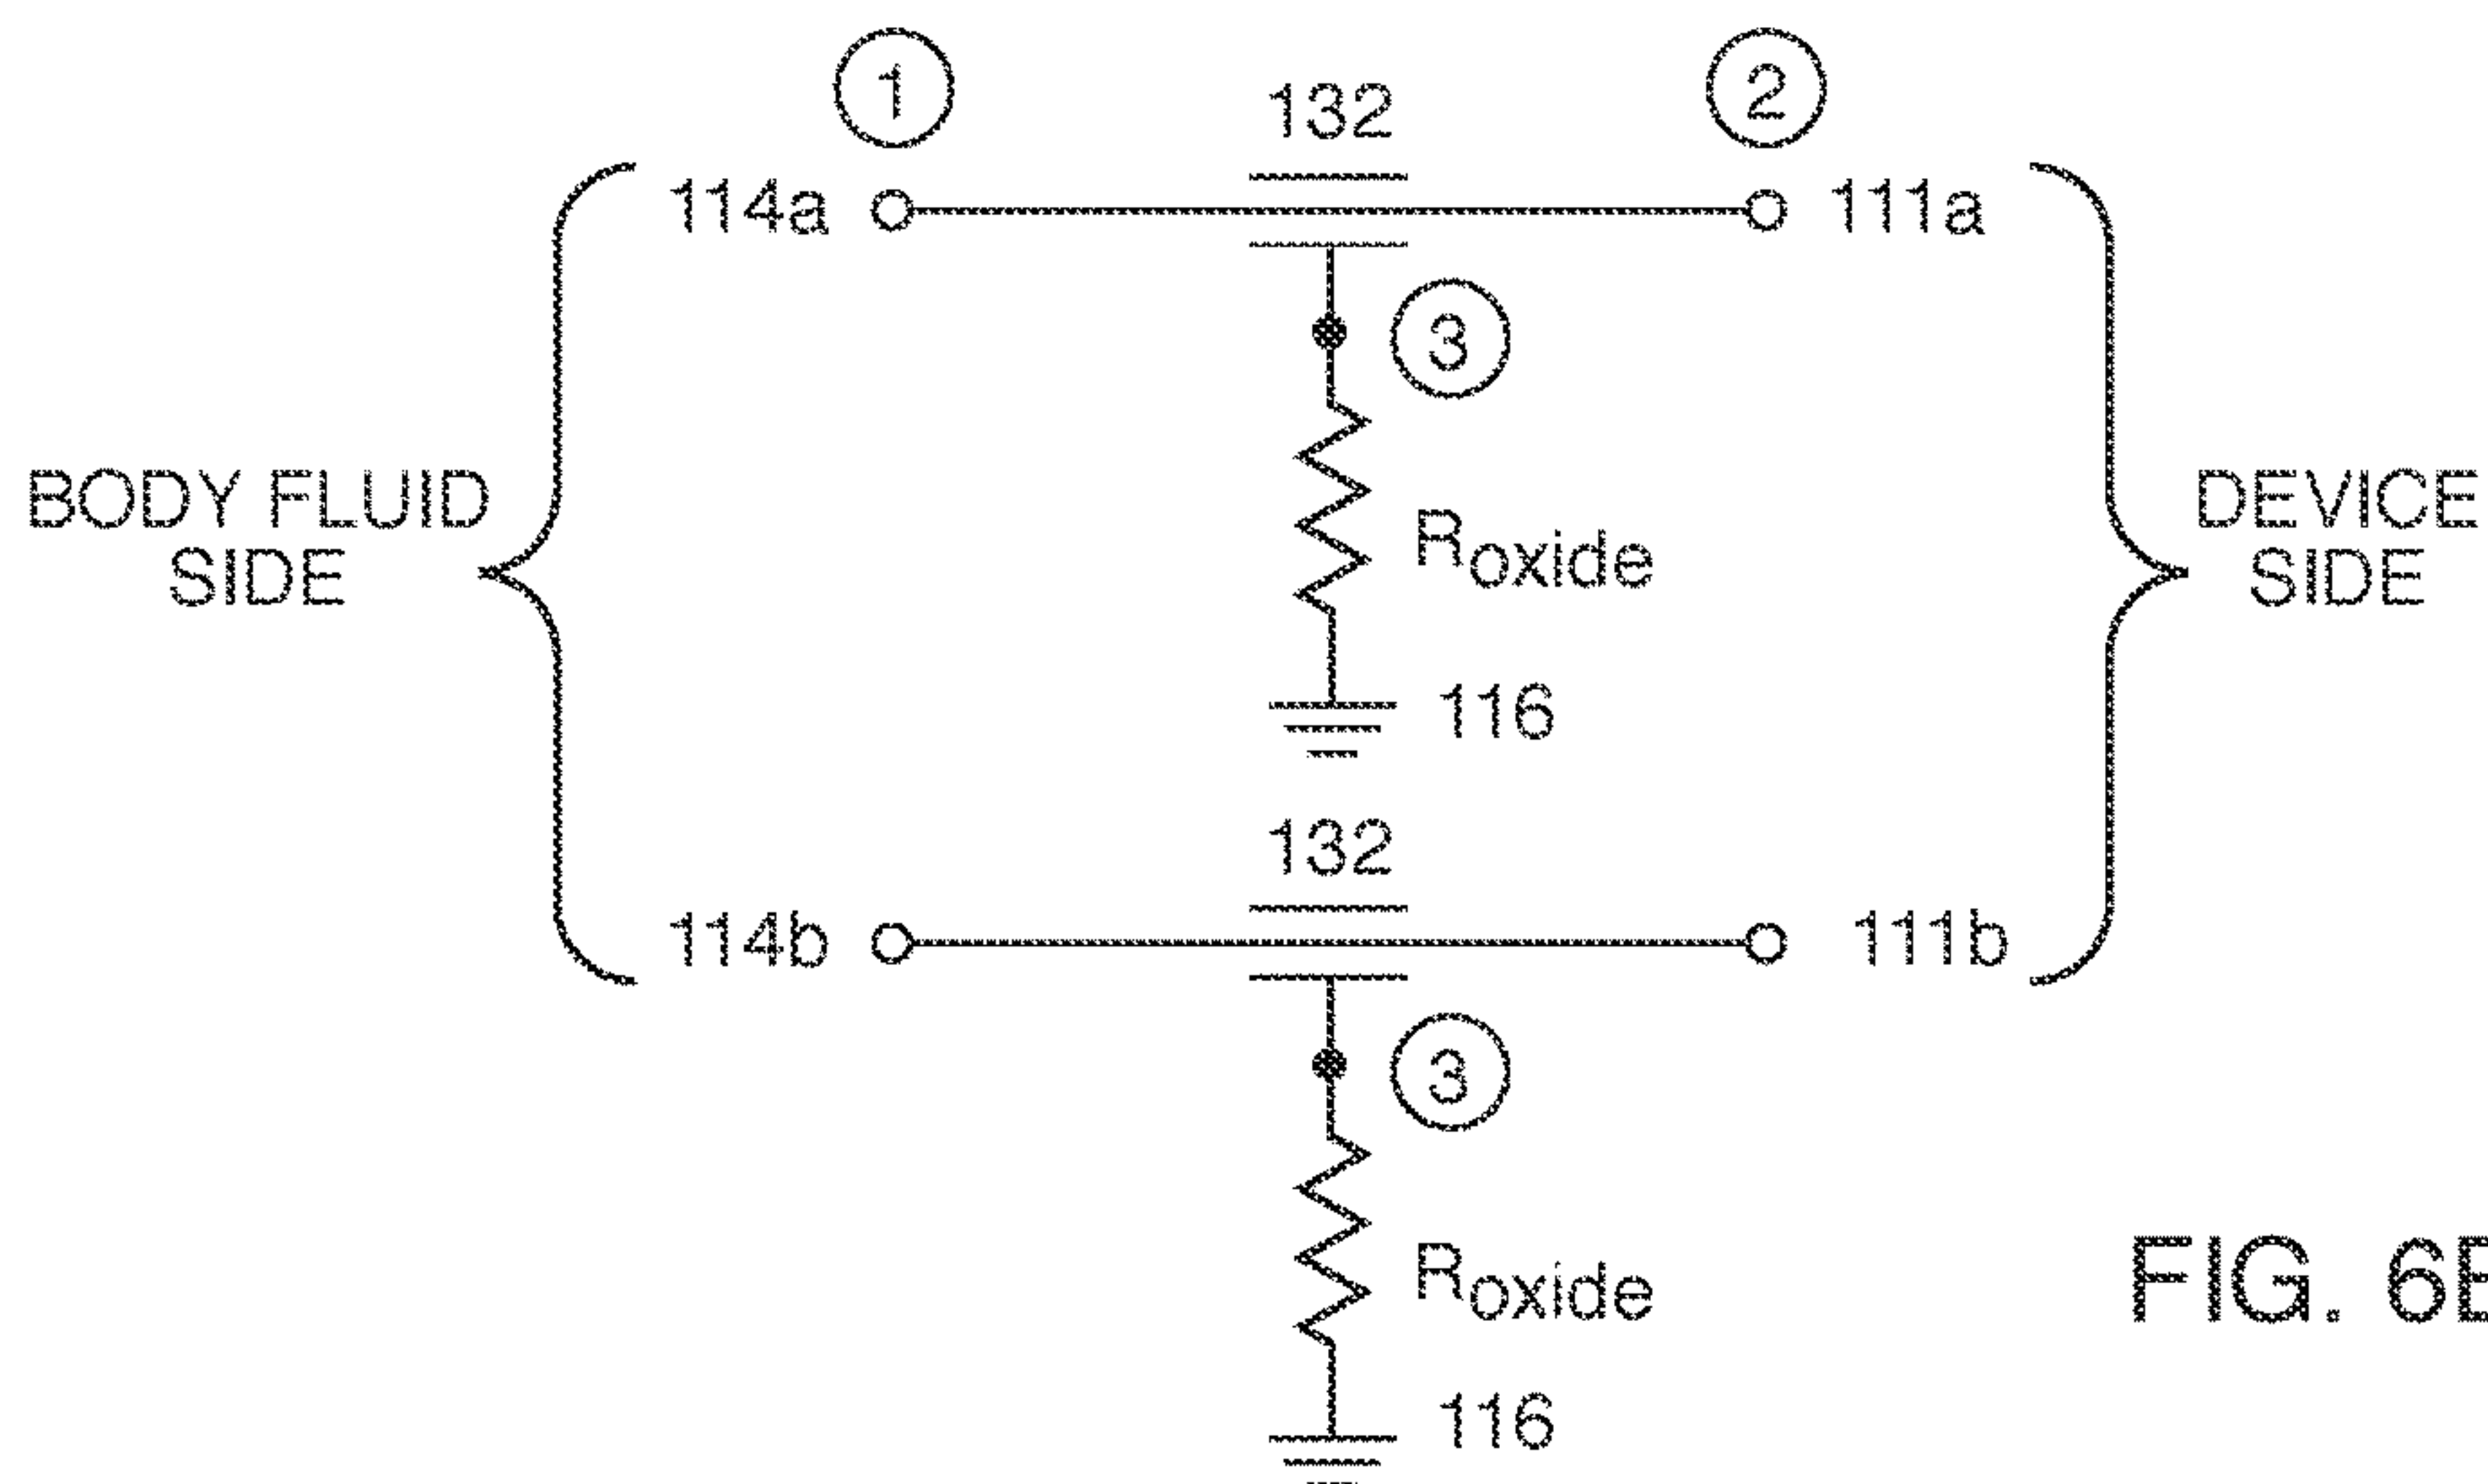 1
132
2
114a
111a
3
BODY FLUID
SIDE
DEVICE
SIDE
Roxide
116
132
114b
111b
3
Roxide
FIG. 6
116